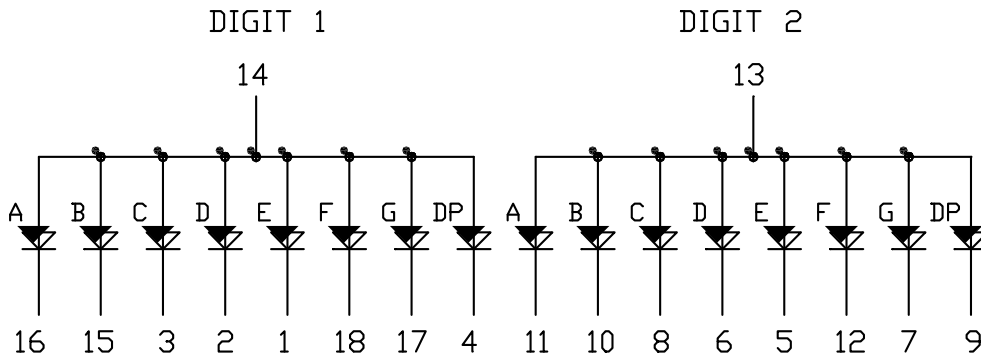 DIGIT 1 DIGIT 2
14 13
A B C D E F G DP A B C D E F G DP
16 15 3 2 1 18 17 4 11 10 8 6 5 12 7 9